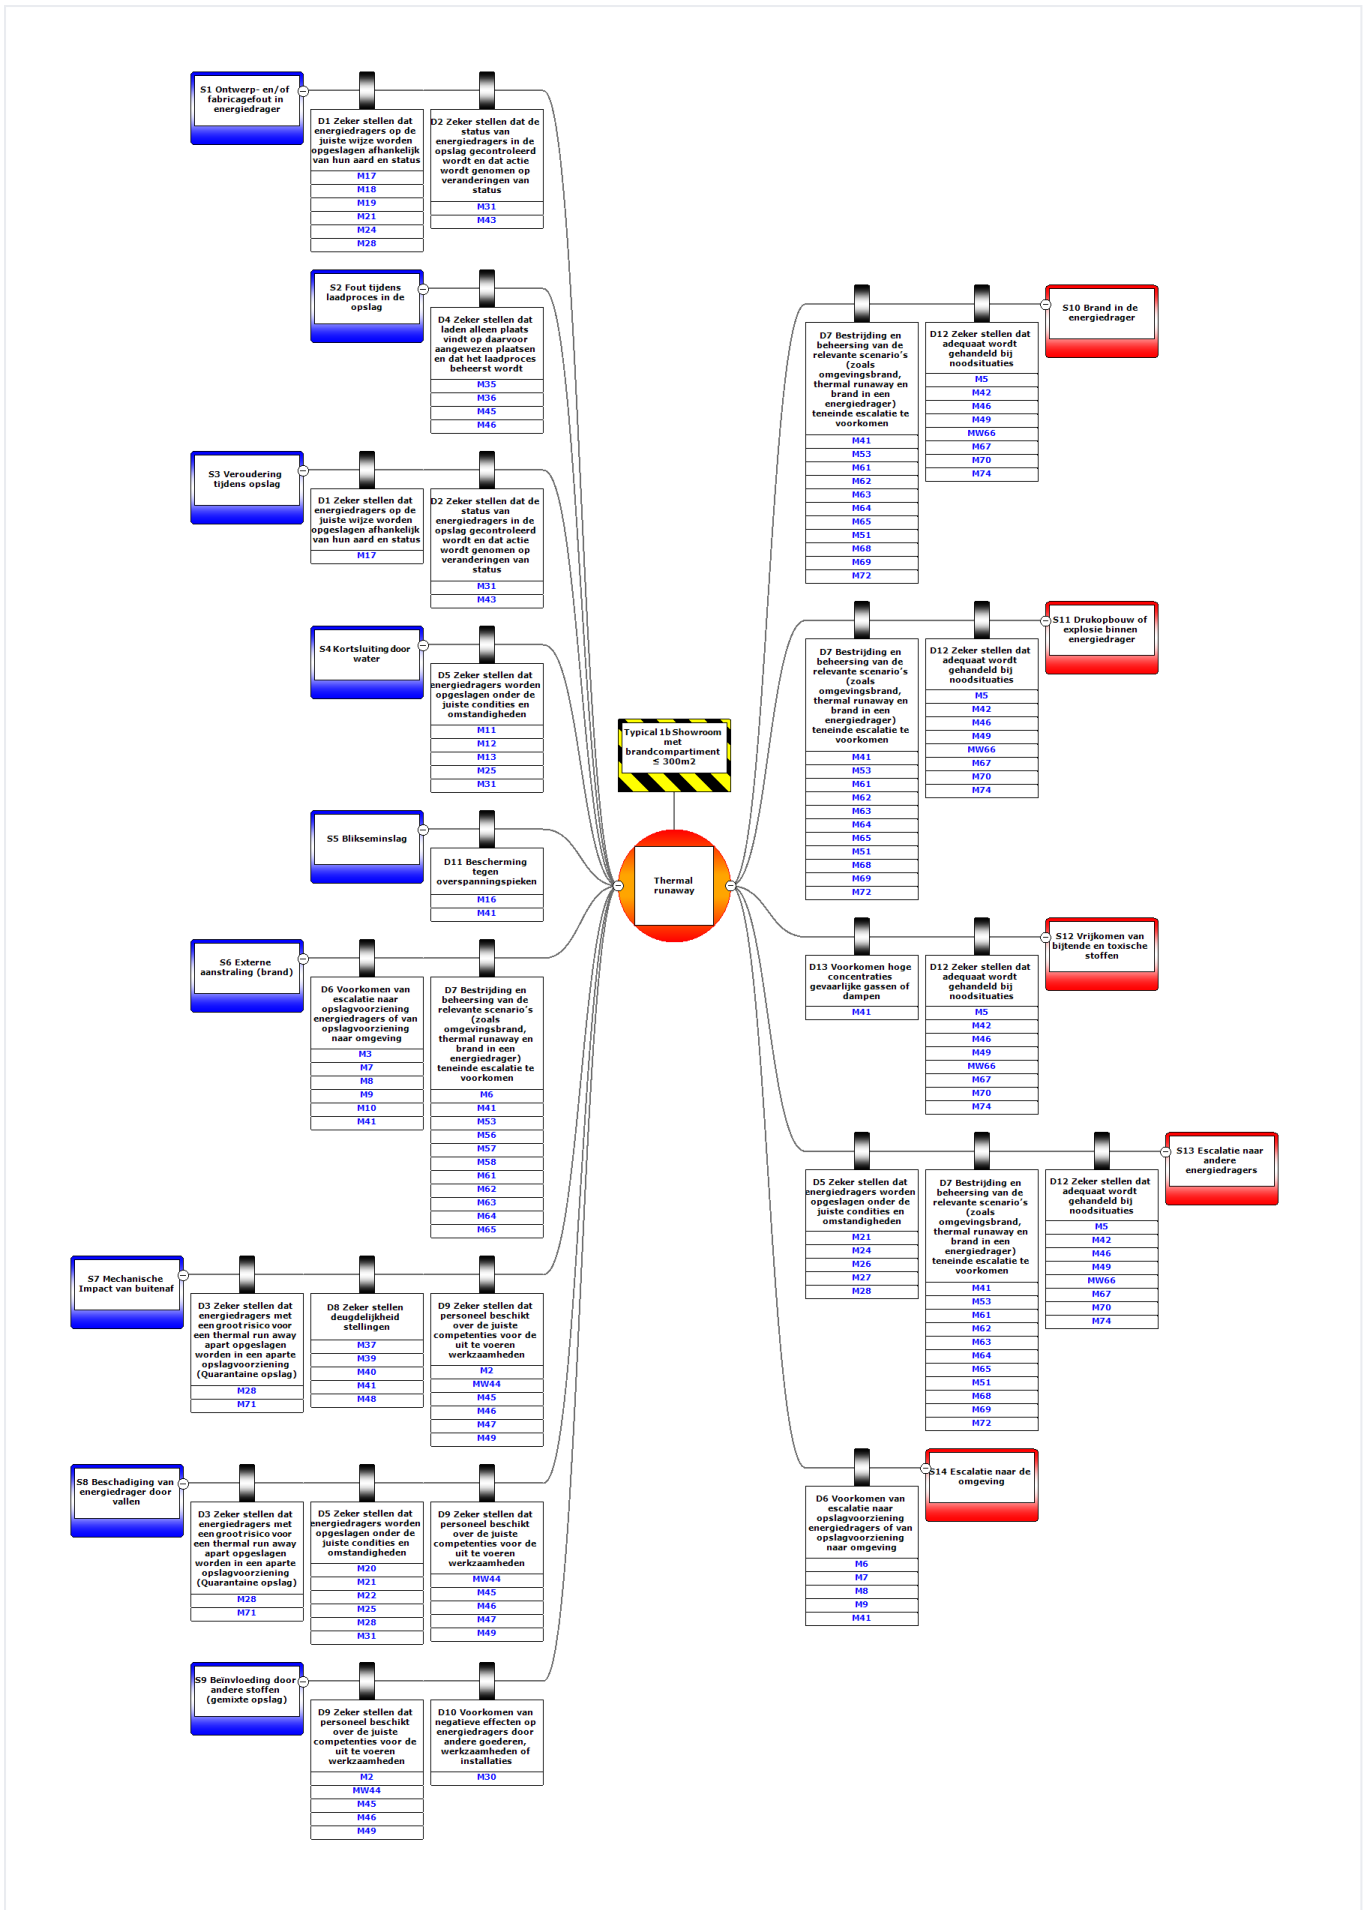 S1 Ontwerp- en/of
fabricagefout in
energiedrager
D1 Zeker stellen dat
energiedragers op de
juiste wijze worden
opgeslagen afhankelijk
van hun aard en status
M17
M18
M19
M21
M24
M28
D2 Zeker stellen dat de
status van
energiedragers in de
opslag gecontroleerd
wordt en dat actie
wordt genomen op
veranderingen van
status
M31
M43
S2 Fout tijdens
laadproces in de
opslag
D4 Zeker stellen dat
laden alleen plaats
vindt op daarvoor
aangewezen plaatsen
en dat het laadproces
beheerst wordt
M35
M36
M45
M46
S3 Veroudering
tijdens opslag
D1 Zeker stellen dat
energiedragers op de
juiste wijze worden
opgeslagen afhankelijk
van hun aard en status
M17
D2 Zeker stellen dat de
status van
energiedragers in de
opslag gecontroleerd
wordt en dat actie
wordt genomen op
veranderingen van
status
M31
M43
S4 Kortsluiting door
water
D5 Zeker stellen dat
energiedragers worden
opgeslagen onder de
juiste condities en
omstandigheden
M11
M12
M13
M25
M31
S5 Blikseminslag
D11 Bescherming
tegen
overspanningspieken
M16
M41
S6 Externe
aanstraling (brand)
D6 Voorkomen van
escalatie naar
opslagvoorziening
energiedragers of van
opslagvoorziening
naar omgeving
M3
M7
M8
M9
M10
M41
D7 Bestrijding en
beheersing van de
relevante scenario's
(zoals
omgevingsbrand,
thermal runaway en
brand in een
energiedrager)
teneinde escalatie te
voorkomen
M6
M41
M53
M56
M57
M58
M61
M62
M63
M64
M65
S7 Mechanische
Impact van buitenaf
D3 Zeker stellen dat
energiedragers met
een groot risico voor
een thermal run away
apart opgeslagen
worden in een aparte
opslagvoorziening
(Quarantaine opslag)
M28
M71
D8 Zeker stellen
deugdelijkheid
stellingen
M37
M39
M40
M41
M48
D9 Zeker stellen dat
personeel beschikt
over de juiste
competenties voor de
uit te voeren
werkzaamheden
M2
MW44
M45
M46
M47
M49
S8 Beschadiging van
energiedrager door
vallen
D3 Zeker stellen dat
energiedragers met
een groot risico voor
een thermal run away
apart opgeslagen
worden in een aparte
opslagvoorziening
(Quarantaine opslag)
M28
M71
D5 Zeker stellen dat
energiedragers worden
opgeslagen onder de
juiste condities en
omstandigheden
M20
M21
M22
M25
M28
M31
D9 Zeker stellen dat
personeel beschikt
over de juiste
competenties voor de
uit te voeren
werkzaamheden
MW44
M45
M46
M47
M49
S9 Beïnvloeding door
andere stoffen
(gemixte opslag)
D9 Zeker stellen dat
personeel beschikt
over de juiste
competenties voor de
uit te voeren
werkzaamheden
M2
MW44
M45
M46
M49
D10 Voorkomen van
negatieve effecten op
energiedragers door
andere goederen,
werkzaamheden of
installaties
M30
Typical 1b Showroom
met
brandcompartiment
≤ 300m2
Thermal
runaway
D7 Bestrijding en
beheersing van de
relevante scenario's
(zoals
omgevingsbrand,
thermal runaway en
brand in een
energiedrager)
teneinde escalatie te
voorkomen
M41
M53
M61
M62
M63
M64
M65
M51
M68
M69
M72
D12 Zeker stellen dat
adequaat wordt
gehandeld bij
noodsituaties
M5
M42
M46
M49
MW66
M67
M70
M74
S10 Brand in de
energiedrager
D7 Bestrijding en
beheersing van de
relevante scenario's
(zoals
omgevingsbrand,
thermal runaway en
brand in een
energiedrager)
teneinde escalatie te
voorkomen
M41
M53
M61
M62
M63
M64
M65
M51
M68
M69
M72
D12 Zeker stellen dat
adequaat wordt
gehandeld bij
noodsituaties
M5
M42
M46
M49
MW66
M67
M70
M74
S11 Drukopbouw of
explosie binnen
energiedrager
D13 Voorkomen hoge
concentraties
gevaarlijke gassen of
dampen
M41
D12 Zeker stellen dat
adequaat wordt
gehandeld bij
noodsituaties
M5
M42
M46
M49
MW66
M67
M70
M74
S12 Vrijkomen van
bijtende en toxische
stoffen
D5 Zeker stellen dat
energiedragers worden
opgeslagen onder de
juiste condities en
omstandigheden
M21
M24
M26
M27
M28
D7 Bestrijding en
beheersing van de
relevante scenario's
(zoals
omgevingsbrand,
thermal runaway en
brand in een
energiedrager)
teneinde escalatie te
voorkomen
M41
M53
M61
M62
M63
M64
M65
M51
M68
M69
M72
D12 Zeker stellen dat
adequaat wordt
gehandeld bij
noodsituaties
M5
M42
M46
M49
MW66
M67
M70
M74
S13 Escalatie naar
andere
energiedragers
D6 Voorkomen van
escalatie naar
opslagvoorziening
energiedragers of van
opslagvoorziening
naar omgeving
M6
M7
M8
M9
M41
S14 Escalatie naar de
omgeving